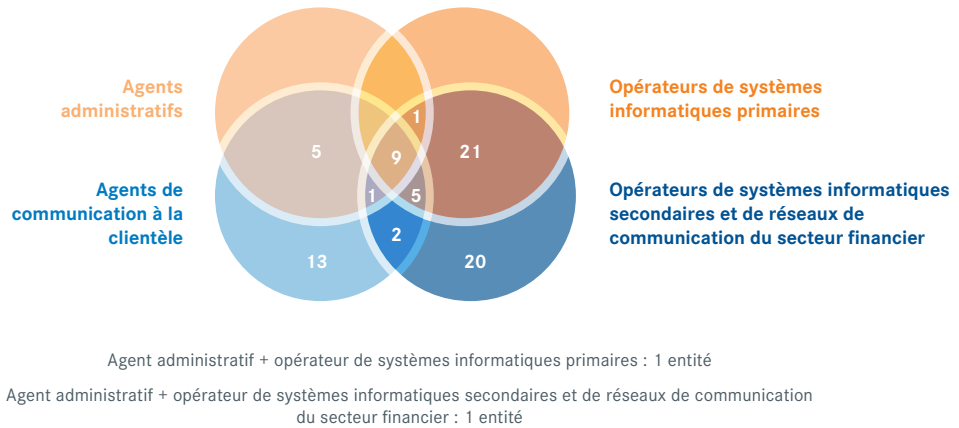 Agents
administratifs
Opérateurs de systèmes
informatiques primaires
1
5
9
21
Agents de
communication à la
clientèle
1
5
Opérateurs de systèmes informatiques
secondaires et de réseaux de
communication du secteur financier
2
13
20
Agent administratif + opérateur de systèmes informatiques primaires : 1 entité
Agent administratif + opérateur de systèmes informatiques secondaires et de réseaux de communication
du secteur financier : 1 entité